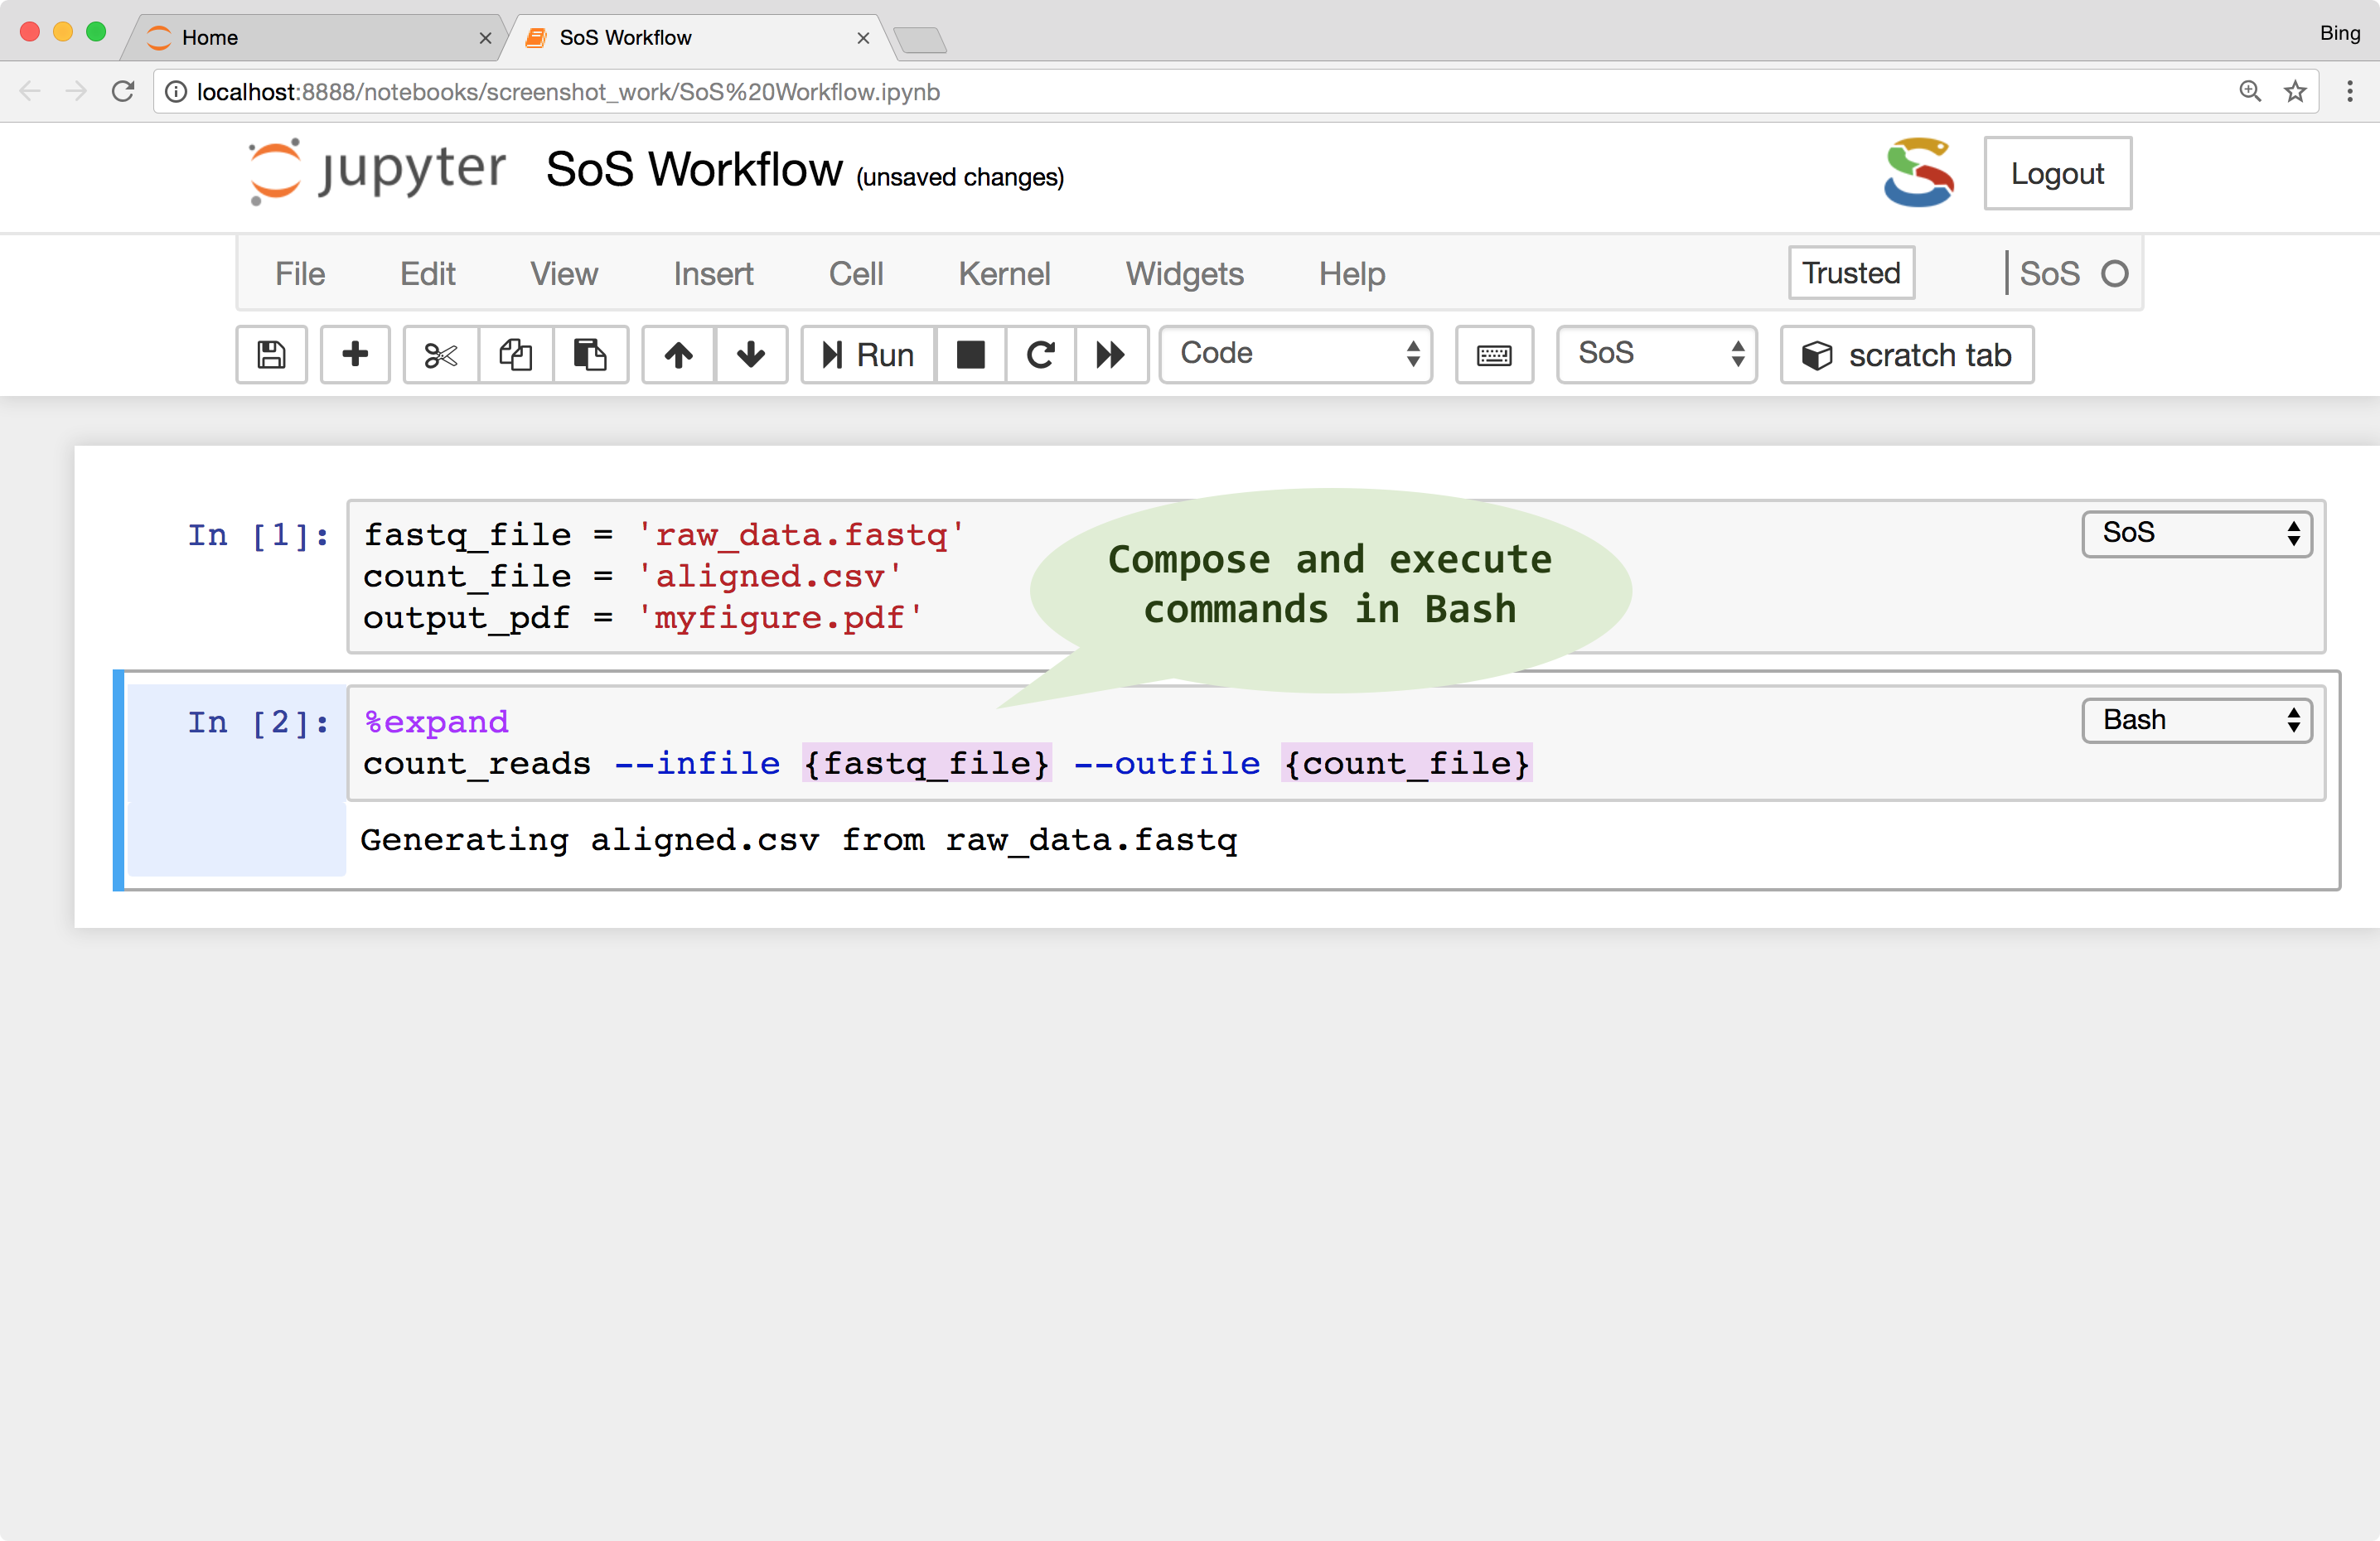 Home
SoS Workflow
Bing
localhost:8888/notebooks/screenshot_work/SoS%20Workflow.ipynb
jupyter SoS Workflow (unsaved changes)
Logout
File Edit View Insert Cell Kernel Widgets Help Trusted SoS
Run Code SoS scratch tab
In [1]:
fastq_file = 'raw_data.fastq'
count_file = 'aligned.csv'
output_pdf = 'myfigure.pdf'
SoS
Compose and execute
commands in Bash
In [2]:
%expand
count_reads --infile {fastq_file} --outfile {count_file}
Bash
Generating aligned.csv from raw_data.fastq